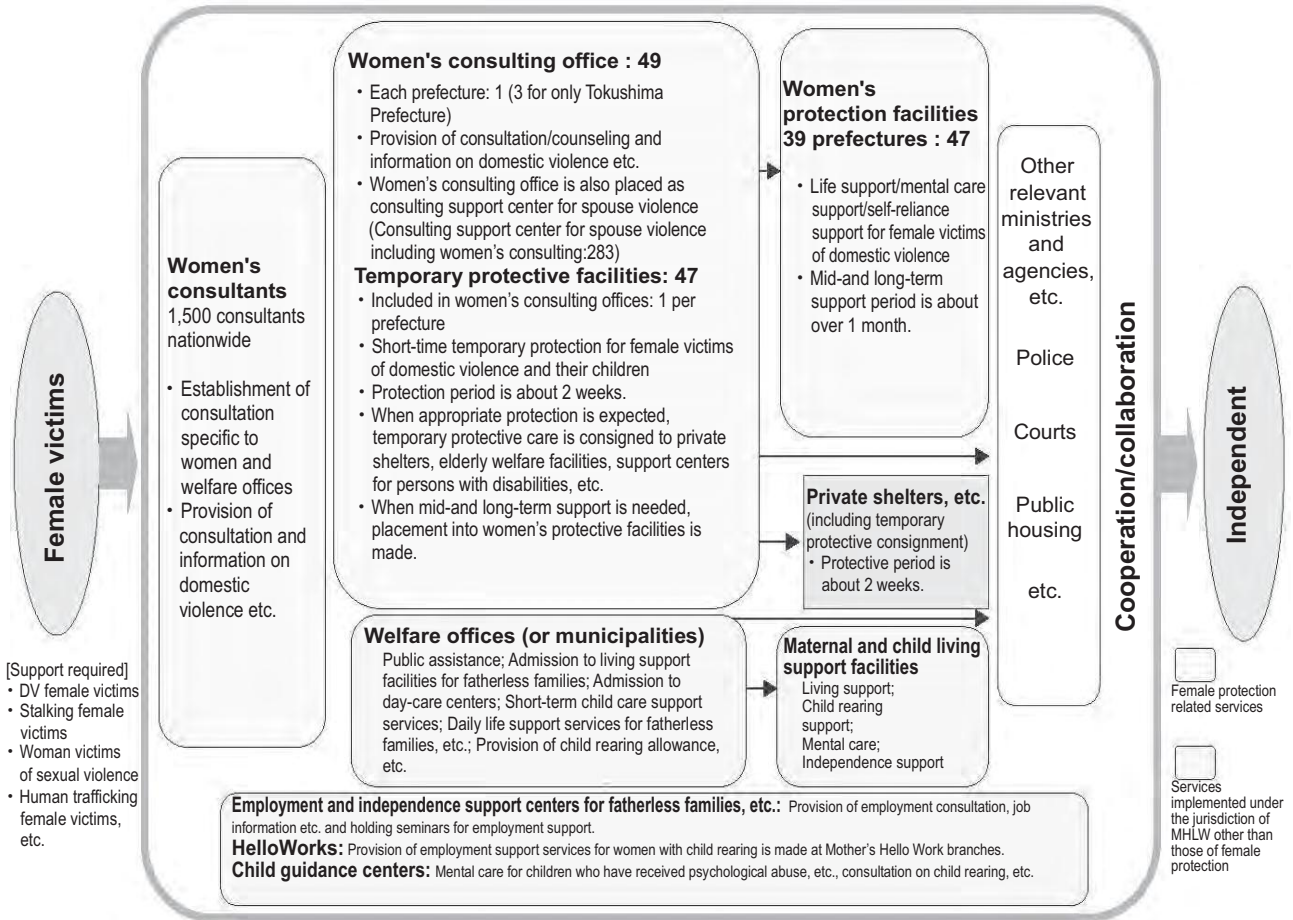 Female victims
[Support required]
• DV female victims
• Stalking female
victims
• Woman victims
of sexual violence
• Human trafficking
female victims,
etc.
Women's
consultants
1,500 consultants
nationwide
• Establishment of
consultation
specific to
women and
welfare offices
• Provision of
consultation and
information on
domestic
violence etc.
Women's consulting office : 49
• Each prefecture: 1 (3 for only Tokushima
Prefecture)
• Provision of consultation/counseling and
information on domestic violence etc.
• Women's consulting office is also placed as
consulting support center for spouse violence
(Consulting support center for spouse violence
including women's consulting:283)
Temporary protective facilities: 47
• Included in women's consulting offices: 1 per
prefecture
• Short-time temporary protection for female victims
of domestic violence and their children
• Protection period is about 2 weeks.
• When appropriate protection is expected,
temporary protective care is consigned to private
shelters, elderly welfare facilities, support centers
for persons with disabilities, etc.
• When mid-and long-term support is needed,
placement into women's protective facilities is
made.
Women's
protection facilities
39 prefectures : 47
• Life support/mental care
support/self-reliance
support for female victims
of domestic violence
• Mid-and long-term
support period is about
over 1 month.
Private shelters, etc.
(including temporary
protective consignment)
• Protective period is
about 2 weeks.
Welfare offices (or municipalities)
Public assistance; Admission to living support
facilities for fatherless families; Admission to
day-care centers; Short-term child care support
services; Daily life support services for fatherless
families, etc.; Provision of child rearing allowance,
etc.
Maternal and child living
support facilities
Living support;
Child rearing
support;
Mental care;
Independence support
Other
relevant
ministries
and
agencies,
etc.
Police
Courts
Public
housing
etc.
Cooperation/collaboration
Independent
Female protection
related services
Services
implemented under
the jurisdiction of
MHLW other than
those of female
protection
Employment and independence support centers for fatherless families, etc.: Provision of employment consultation, job
information etc. and holding seminars for employment support.
HelloWorks: Provision of employment support services for women with child rearing is made at Mother's Hello Work branches.
Child guidance centers: Mental care for children who have received psychological abuse, etc., consultation on child rearing, etc.